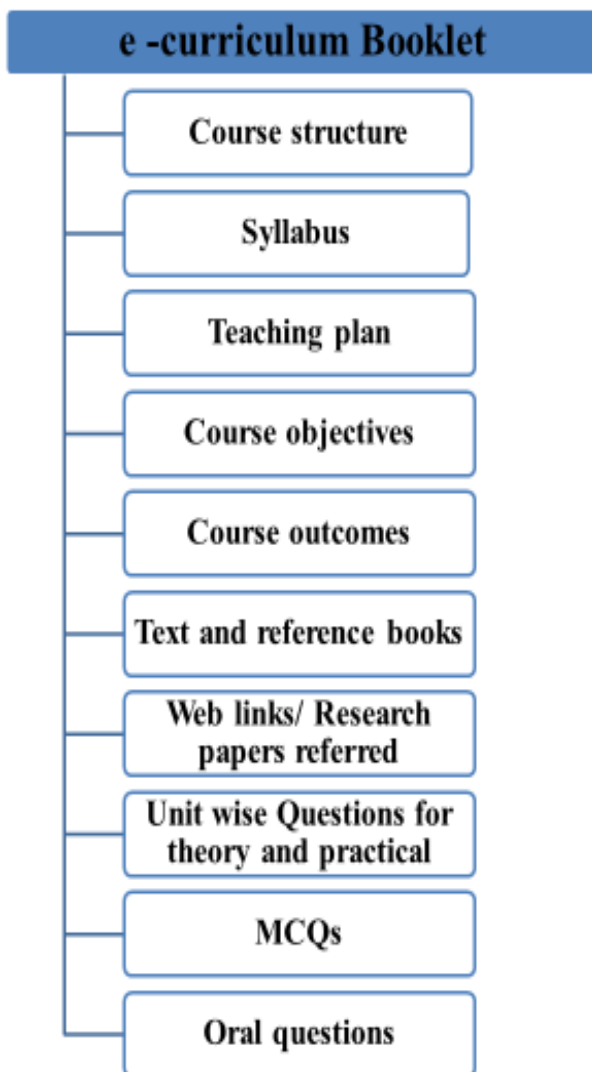 e -curriculum Booklet
Course structure
Syllabus
Teaching plan
Course objectives
Course outcomes
Text and reference books
Web links/ Research
papers referred
Unit wise Questions for
theory and practical
MCQs
Oral questions